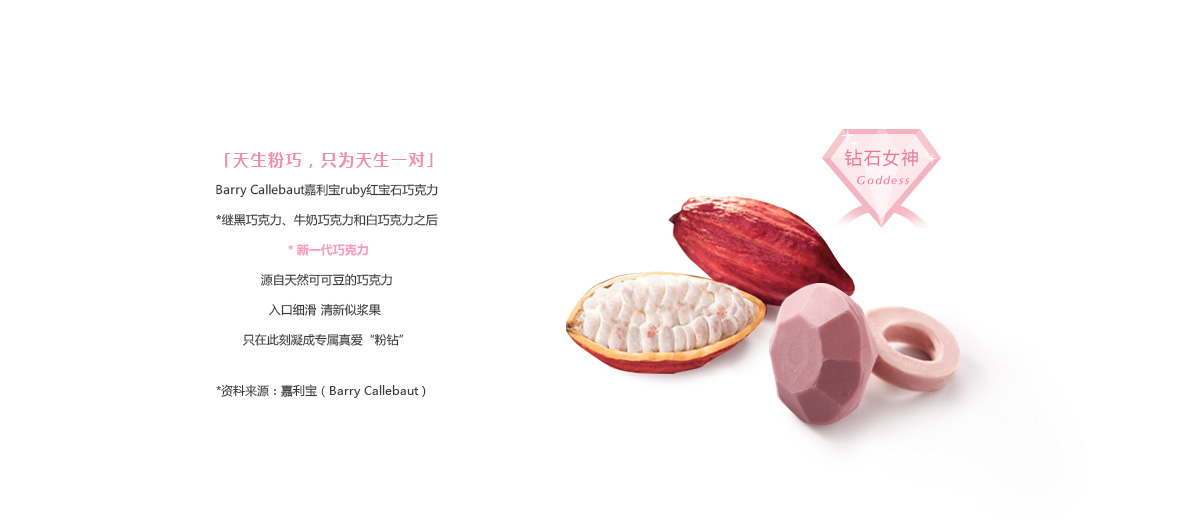 「天生粉巧，只为天生一对」
Barry Callebaut嘉利宝ruby红宝石巧克力
*继黑巧克力、牛奶巧克力和白巧克力之后
* 新一代巧克力
源自天然可可豆的巧克力
入口细滑 清新似浆果
只在此刻凝成专属真爱“粉钻”
*资料来源：嘉利宝（Barry Callebaut）
钻石女神
Goddess